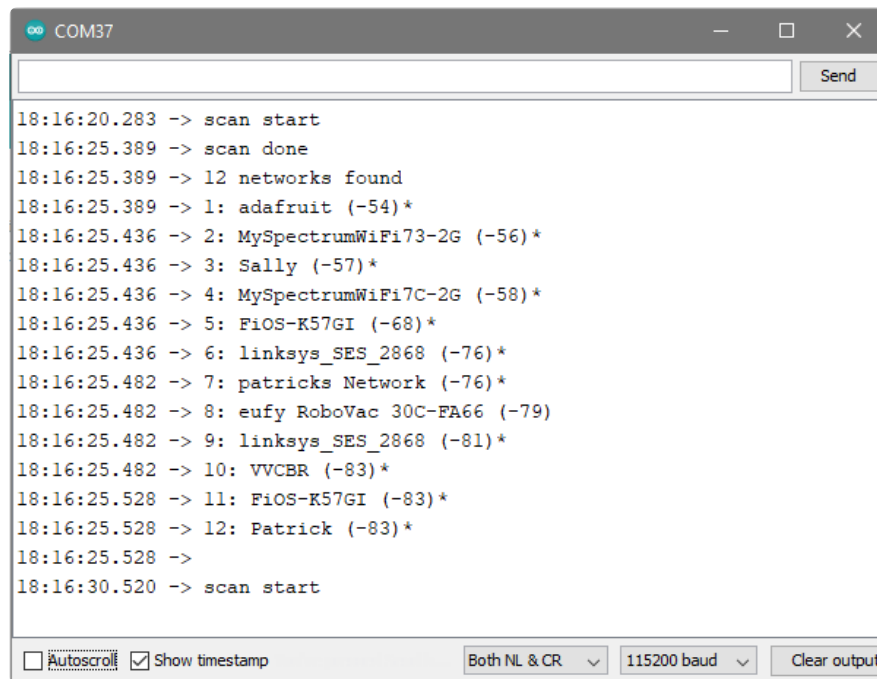 COM37
Send
18:16:20.283 -> scan start
18:16:25.389 -> scan done
18:16:25.389 -> 12 networks found
18:16:25.389 -> 1: adafruit (-54)*
18:16:25.436 -> 2: MySpectrumWiFi73-2G (-56)*
18:16:25.436 -> 3: Sally (-57)*
18:16:25.436 -> 4: MySpectrumWiFi7C-2G (-58)*
18:16:25.436 -> 5: FiOS-K57GI (-68)*
18:16:25.436 -> 6: linksys_SES_2868 (-76)*
18:16:25.482 -> 7: patricks Network (-76)*
18:16:25.482 -> 8: eufy RoboVac 30C-FA66 (-79)
18:16:25.482 -> 9: linksys_SES_2868 (-81)*
18:16:25.482 -> 10: VVCBR (-83)*
18:16:25.528 -> 11: FiOS-K57GI (-83)*
18:16:25.528 -> 12: Patrick (-83)*
18:16:25.528 ->
18:16:30.520 -> scan start
Autoscroll Show timestamp Both NL & CR 115200 baud Clear output